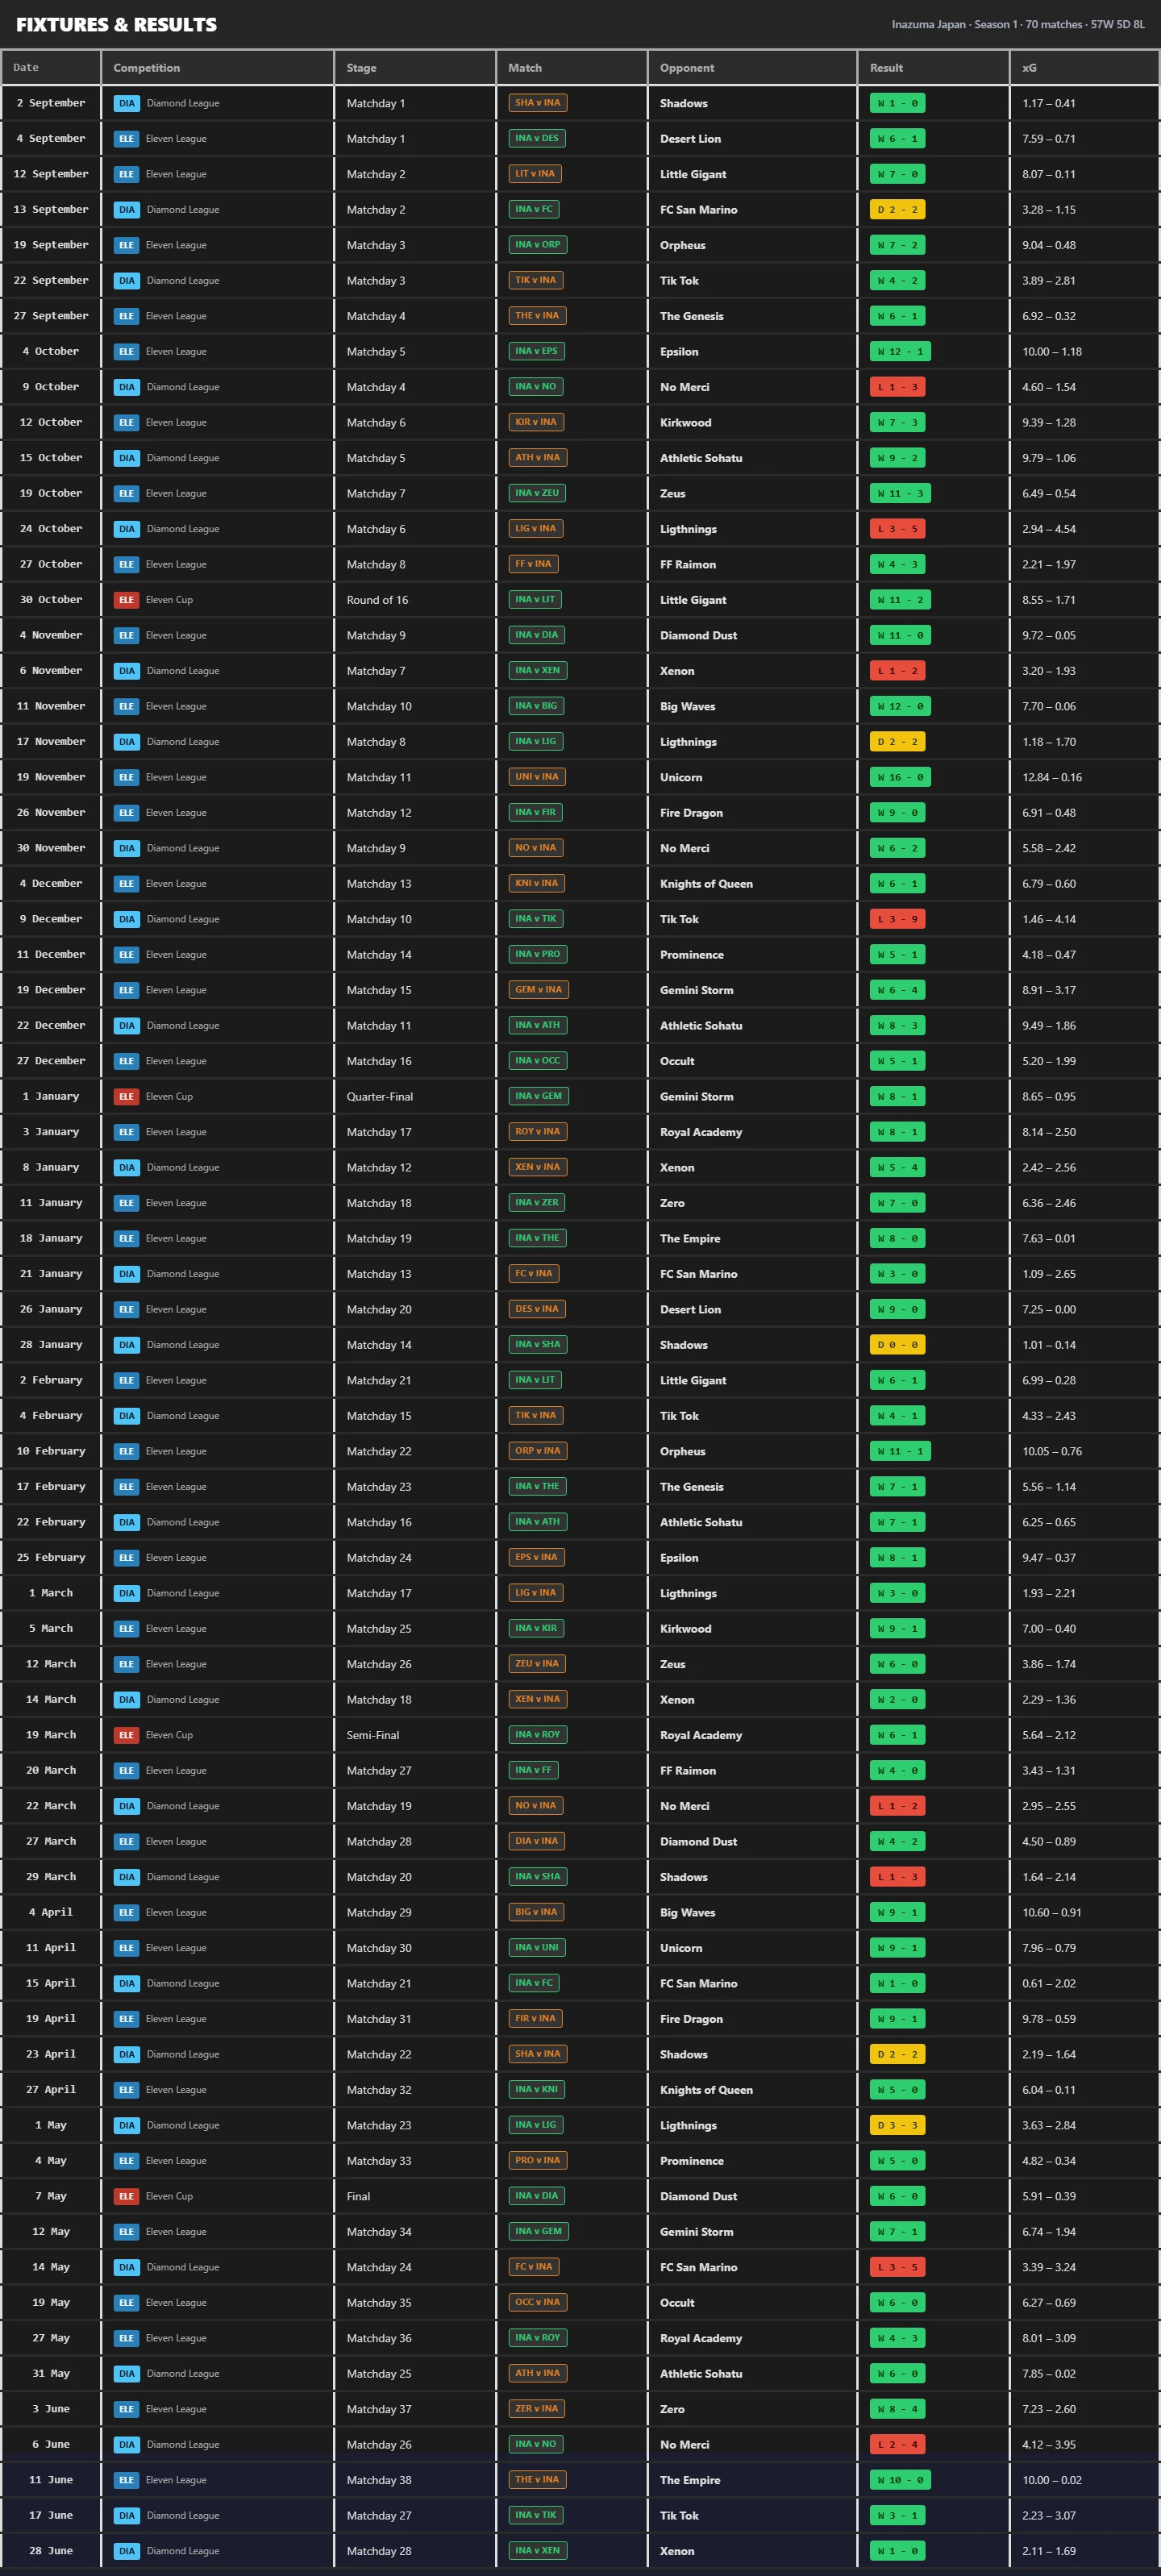 FIXTURES & RESULTS Inazuma Japan · Season 1 · 70 matches · 57W 5D 8L
Date Competition Stage Match Opponent Result xG
2 September DIA Diamond League Matchday 1 SHA v INA Shadows W 1 - 0 1.17 – 0.41
4 September ELE Eleven League Matchday 1 INA v DES Desert Lion W 6 - 1 7.59 – 0.71
12 September ELE Eleven League Matchday 2 LIT v INA Little Gigant W 7 - 0 8.07 – 0.11
13 September DIA Diamond League Matchday 2 INA v FC FC San Marino D 2 - 2 3.28 – 1.15
19 September ELE Eleven League Matchday 3 INA v ORP Orpheus W 7 - 2 9.04 – 0.48
22 September DIA Diamond League Matchday 3 TIK v INA Tik Tok W 4 - 2 3.89 – 2.81
27 September ELE Eleven League Matchday 4 THE v INA The Genesis W 6 - 1 6.92 – 0.32
4 October ELE Eleven League Matchday 5 INA v EPS Epsilon W 12 - 1 10.00 – 1.18
9 October DIA Diamond League Matchday 4 INA v NO No Merci L 1 - 3 4.60 – 1.54
12 October ELE Eleven League Matchday 6 KIR v INA Kirkwood W 7 - 3 9.39 – 1.28
15 October DIA Diamond League Matchday 5 ATH v INA Athletic Sohatu W 9 - 2 9.79 – 1.06
19 October ELE Eleven League Matchday 7 INA v ZEU Zeus W 11 - 3 6.49 – 0.54
24 October DIA Diamond League Matchday 6 LIG v INA Ligthnings L 3 - 5 2.94 – 4.54
27 October ELE Eleven League Matchday 8 FF v INA FF Raimon W 4 - 3 2.21 – 1.97
30 October ELE Eleven Cup Round of 16 INA v LIT Little Gigant W 11 - 2 8.55 – 1.71
4 November ELE Eleven League Matchday 9 INA v DIA Diamond Dust W 11 - 0 9.72 – 0.05
6 November DIA Diamond League Matchday 7 INA v XEN Xenon L 1 - 2 3.20 – 1.93
11 November ELE Eleven League Matchday 10 INA v BIG Big Waves W 12 - 0 7.70 – 0.06
17 November DIA Diamond League Matchday 8 INA v LIG Ligthnings D 2 - 2 1.18 – 1.70
19 November ELE Eleven League Matchday 11 UNI v INA Unicorn W 16 - 0 12.84 – 0.16
26 November ELE Eleven League Matchday 12 INA v FIR Fire Dragon W 9 - 0 6.91 – 0.48
30 November DIA Diamond League Matchday 9 NO v INA No Merci W 6 - 2 5.58 – 2.42
4 December ELE Eleven League Matchday 13 KNI v INA Knights of Queen W 6 - 1 6.79 – 0.60
9 December DIA Diamond League Matchday 10 INA v TIK Tik Tok L 3 - 9 1.46 – 4.14
11 December ELE Eleven League Matchday 14 INA v PRO Prominence W 5 - 1 4.18 – 0.47
19 December ELE Eleven League Matchday 15 GEM v INA Gemini Storm W 6 - 4 8.91 – 3.17
22 December DIA Diamond League Matchday 11 INA v ATH Athletic Sohatu W 8 - 3 9.49 – 1.86
27 December ELE Eleven League Matchday 16 INA v OCC Occult W 5 - 1 5.20 – 1.99
1 January ELE Eleven Cup Quarter-Final INA v GEM Gemini Storm W 8 - 1 8.65 – 0.95
3 January ELE Eleven League Matchday 17 ROY v INA Royal Academy W 8 - 1 8.14 – 2.50
8 January DIA Diamond League Matchday 12 XEN v INA Xenon W 5 - 4 2.42 – 2.56
11 January ELE Eleven League Matchday 18 INA v ZER Zero W 7 - 0 6.36 – 2.46
18 January ELE Eleven League Matchday 19 INA v THE The Empire W 8 - 0 7.63 – 0.01
21 January DIA Diamond League Matchday 13 FC v INA FC San Marino W 3 - 0 1.09 – 2.65
26 January ELE Eleven League Matchday 20 DES v INA Desert Lion W 9 - 0 7.25 – 0.00
28 January DIA Diamond League Matchday 14 INA v SHA Shadows D 0 - 0 1.01 – 0.14
2 February ELE Eleven League Matchday 21 INA v LIT Little Gigant W 6 - 1 6.99 – 0.28
4 February DIA Diamond League Matchday 15 TIK v INA Tik Tok W 4 - 1 4.33 – 2.43
10 February ELE Eleven League Matchday 22 ORP v INA Orpheus W 11 - 1 10.05 – 0.76
17 February ELE Eleven League Matchday 23 INA v THE The Genesis W 7 - 1 5.56 – 1.14
22 February DIA Diamond League Matchday 16 INA v ATH Athletic Sohatu W 7 - 1 6.25 – 0.65
25 February ELE Eleven League Matchday 24 EPS v INA Epsilon W 8 - 1 9.47 – 0.37
1 March DIA Diamond League Matchday 17 LIG v INA Ligthnings W 3 - 0 1.93 – 2.21
5 March ELE Eleven League Matchday 25 INA v KIR Kirkwood W 9 - 1 7.00 – 0.40
12 March ELE Eleven League Matchday 26 ZEU v INA Zeus W 6 - 0 3.86 – 1.74
14 March DIA Diamond League Matchday 18 XEN v INA Xenon W 2 - 0 2.29 – 1.36
19 March ELE Eleven Cup Semi-Final INA v ROY Royal Academy W 6 - 1 5.64 – 2.12
20 March ELE Eleven League Matchday 27 INA v FF FF Raimon W 4 - 0 3.43 – 1.31
22 March DIA Diamond League Matchday 19 NO v INA No Merci L 1 - 2 2.95 – 2.55
27 March ELE Eleven League Matchday 28 DIA v INA Diamond Dust W 4 - 2 4.50 – 0.89
29 March DIA Diamond League Matchday 20 INA v SHA Shadows L 1 - 3 1.64 – 2.14
4 April ELE Eleven League Matchday 29 BIG v INA Big Waves W 9 - 1 10.60 – 0.91
11 April ELE Eleven League Matchday 30 INA v UNI Unicorn W 9 - 1 7.96 – 0.79
15 April DIA Diamond League Matchday 21 INA v FC FC San Marino W 1 - 0 0.61 – 2.02
19 April ELE Eleven League Matchday 31 FIR v INA Fire Dragon W 9 - 1 9.78 – 0.59
23 April DIA Diamond League Matchday 22 SHA v INA Shadows D 2 - 2 2.19 – 1.64
27 April ELE Eleven League Matchday 32 INA v KNI Knights of Queen W 5 - 0 6.04 – 0.11
1 May DIA Diamond League Matchday 23 INA v LIG Ligthnings D 3 - 3 3.63 – 2.84
4 May ELE Eleven League Matchday 33 PRO v INA Prominence W 5 - 0 4.82 – 0.34
7 May ELE Eleven Cup Final INA v DIA Diamond Dust W 6 - 0 5.91 – 0.39
12 May ELE Eleven League Matchday 34 INA v GEM Gemini Storm W 7 - 1 6.74 – 1.94
14 May DIA Diamond League Matchday 24 FC v INA FC San Marino L 3 - 5 3.39 – 3.24
19 May ELE Eleven League Matchday 35 OCC v INA Occult W 6 - 0 6.27 – 0.69
27 May ELE Eleven League Matchday 36 INA v ROY Royal Academy W 4 - 3 8.01 – 3.09
31 May DIA Diamond League Matchday 25 ATH v INA Athletic Sohatu W 6 - 0 7.85 – 0.02
3 June ELE Eleven League Matchday 37 ZER v INA Zero W 8 - 4 7.23 – 2.60
6 June DIA Diamond League Matchday 26 INA v NO No Merci L 2 - 4 4.12 – 3.95
11 June ELE Eleven League Matchday 38 THE v INA The Empire W 10 - 0 10.00 – 0.02
17 June DIA Diamond League Matchday 27 INA v TIK Tik Tok W 3 - 1 2.23 – 3.07
28 June DIA Diamond League Matchday 28 INA v XEN Xenon W 1 - 0 2.11 – 1.69